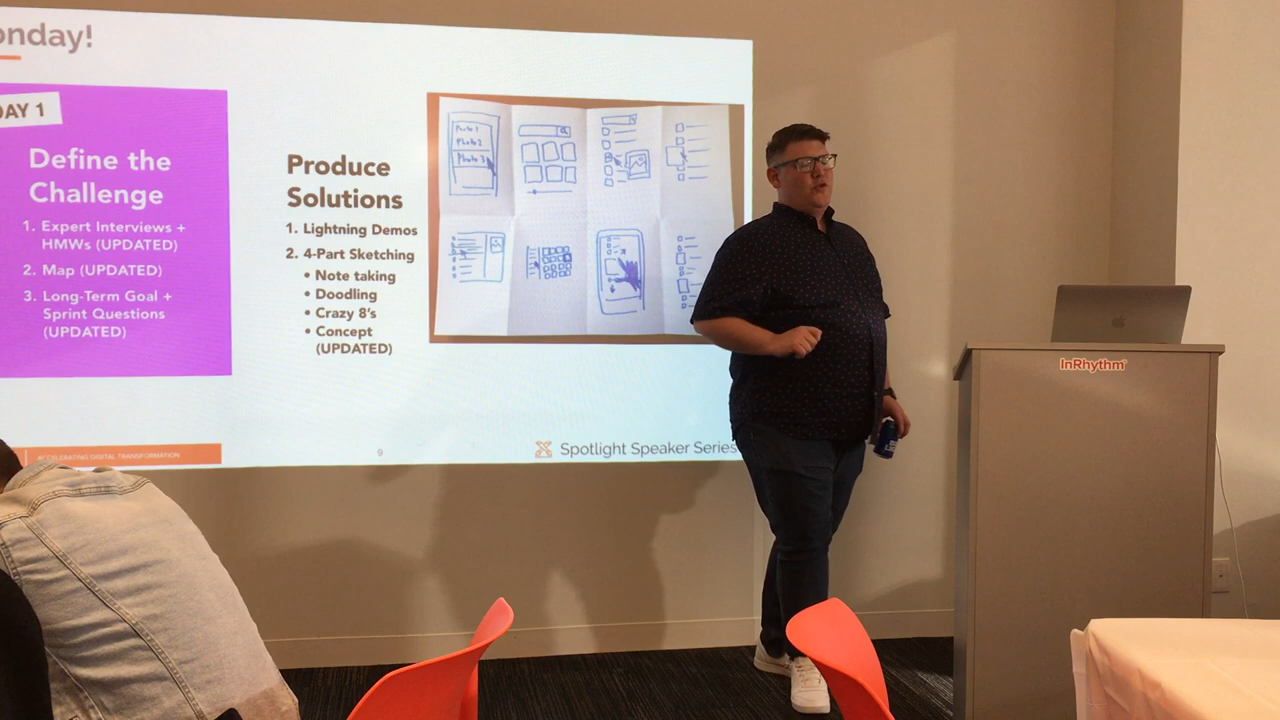 onday!
DAY 1
Define the
Challenge
1. Expert Interviews +
HMWs (UPDATED)
2. Map (UPDATED)
3. Long-Term Goal +
Sprint Questions
(UPDATED)
Produce
Solutions
1. Lightning Demos
2. 4-Part Sketching
• Note taking
• Doodling
• Crazy 8's
• Concept
(UPDATED)
Photo 1
Photo 2
Photo 3
ACCELERATING DIGITAL TRANSFORMATION
9
Spotlight Speaker Series
InRhythm